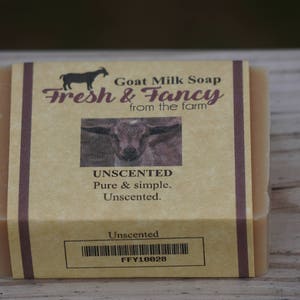 Goat Milk Soap
Fresh & Fancy
from the farm
UNSCENTED
Pure & simple.
Unscented.
Unscented
FFY10020